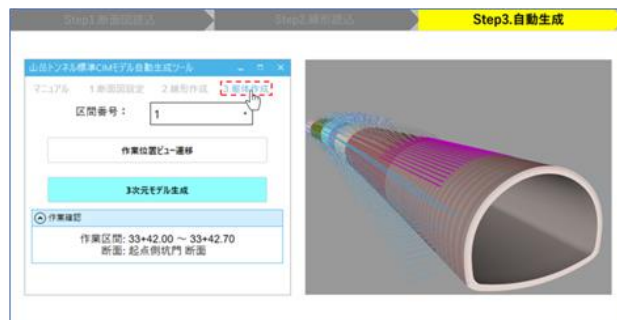 Step1.断面図読込
Step2.線形読込
Step3.自動生成
山岳トンネル標準CIMモデル自動生成ツール
マニュアル 1.断面図設定 2.線形作成 3.躯体作成
区間番号： 1
作業位置ビュー遷移
3次元モデル生成
作業確認
作業区間: 33+42.00 ～ 33+42.70
断面: 起点側坑門 断面